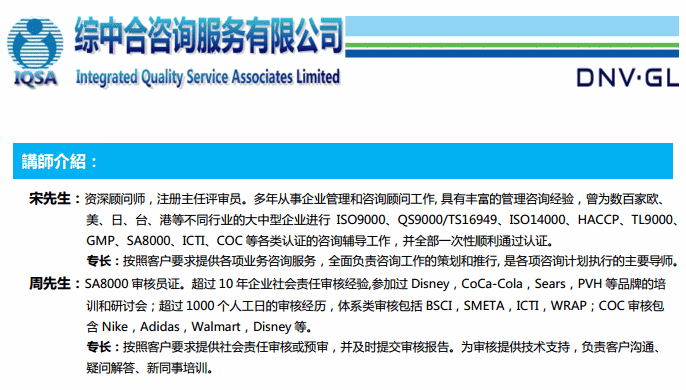 综中合咨询服务有限公司
IQSA
Integrated Quality Service Associates Limited
DNV·GL
講師介紹：
宋先生：资深顾问师，注册主任评审员。多年从事企业管理和咨询顾问工作, 具有丰富的管理咨询经验，曾为数百家欧、
美、日、台、港等不同行业的大中型企业进行 ISO9000、QS9000/TS16949、ISO14000、HACCP、TL9000、
GMP、SA8000、ICTI、COC 等各类认证的咨询辅导工作，并全部一次性顺利通过认证。
专长：按照客户要求提供各项业务咨询服务，全面负责咨询工作的策划和推行, 是各项咨询计划执行的主要导师。
周先生：SA8000 审核员证。超过 10 年企业社会责任审核经验,参加过 Disney，CoCa-Cola，Sears，PVH 等品牌的培
训和研讨会；超过 1000 个人工日的审核经历，体系类审核包括 BSCI，SMETA，ICTI，WRAP；COC 审核包
含 Nike，Adidas，Walmart，Disney 等。
专长：按照客户要求提供社会责任审核或预审，并及时提交审核报告。为审核提供技术支持，负责客户沟通、
疑问解答、新同事培训。